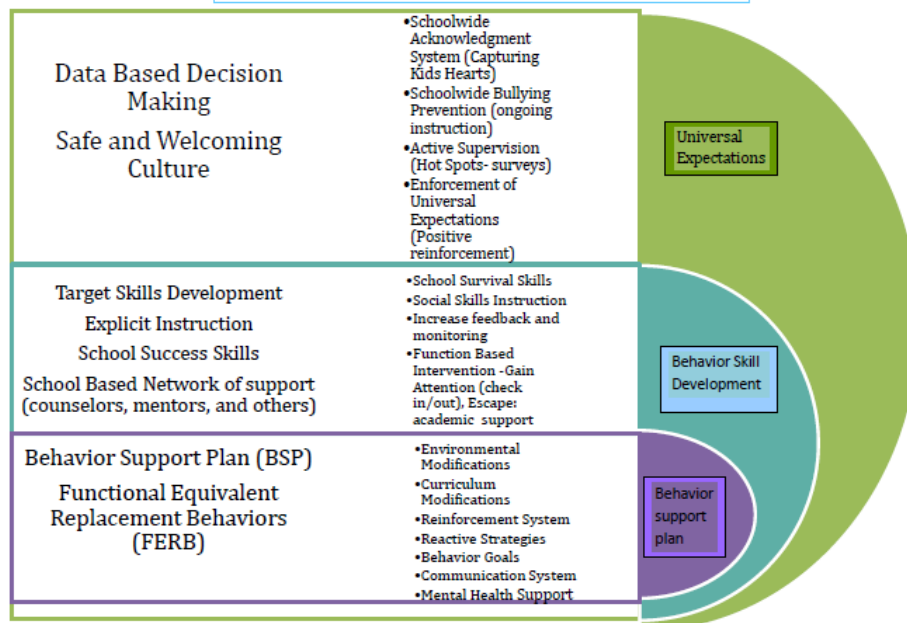 Data Based Decision
Making
Safe and Welcoming
Culture
•Schoolwide
Acknowledgment
System (Capturing
Kids Hearts)
•Schoolwide Bullying
Prevention (ongoing
instruction)
•Active Supervision
(Hot Spots- surveys)
•Enforcement of
Universal
Expectations
(Positive
reinforcement)
Universal
Expectations
Target Skills Development
Explicit Instruction
School Success Skills
School Based Network of support
(counselors, mentors, and others)
•School Survival Skills
•Social Skills Instruction
•Increase feedback and
monitoring
•Function Based
Intervention -Gain
Attention (check
in/out), Escape:
academic support
Behavior Skill
Development
Behavior Support Plan (BSP)
Functional Equivalent
Replacement Behaviors
(FERB)
•Environmental
Modifications
•Curriculum
Modifications
•Reinforcement System
•Reactive Strategies
•Behavior Goals
•Communication System
•Mental Health Support
Behavior
support
plan